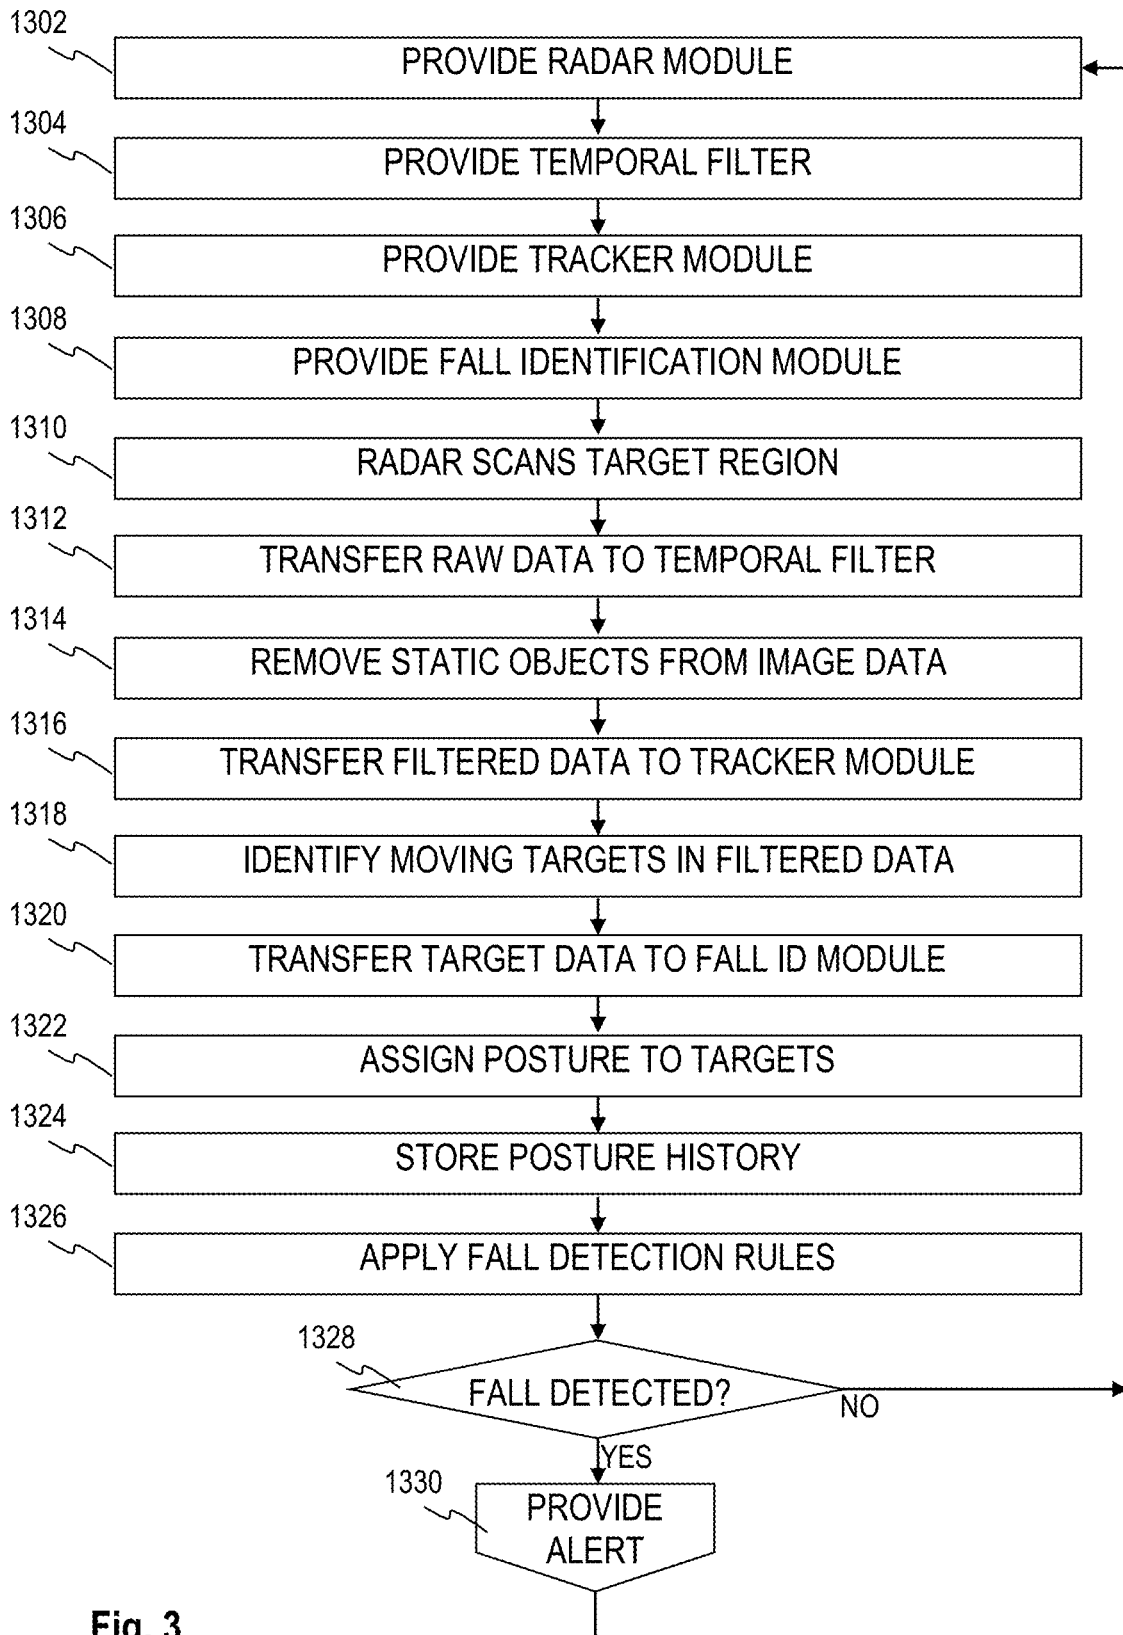 1302
PROVIDE RADAR MODULE
1304
PROVIDE TEMPORAL FILTER
1306
PROVIDE TRACKER MODULE
1308
PROVIDE FALL IDENTIFICATION MODULE
1310
RADAR SCANS TARGET REGION
1312
TRANSFER RAW DATA TO TEMPORAL FILTER
1314
REMOVE STATIC OBJECTS FROM IMAGE DATA
1316
TRANSFER FILTERED DATA TO TRACKER MODULE
1318
IDENTIFY MOVING TARGETS IN FILTERED DATA
1320
TRANSFER TARGET DATA TO FALL ID MODULE
1322
ASSIGN POSTURE TO TARGETS
1324
STORE POSTURE HISTORY
1326
APPLY FALL DETECTION RULES
1328
FALL DETECTED?
NO
YES
1330
PROVIDE
ALERT
Fig. 3